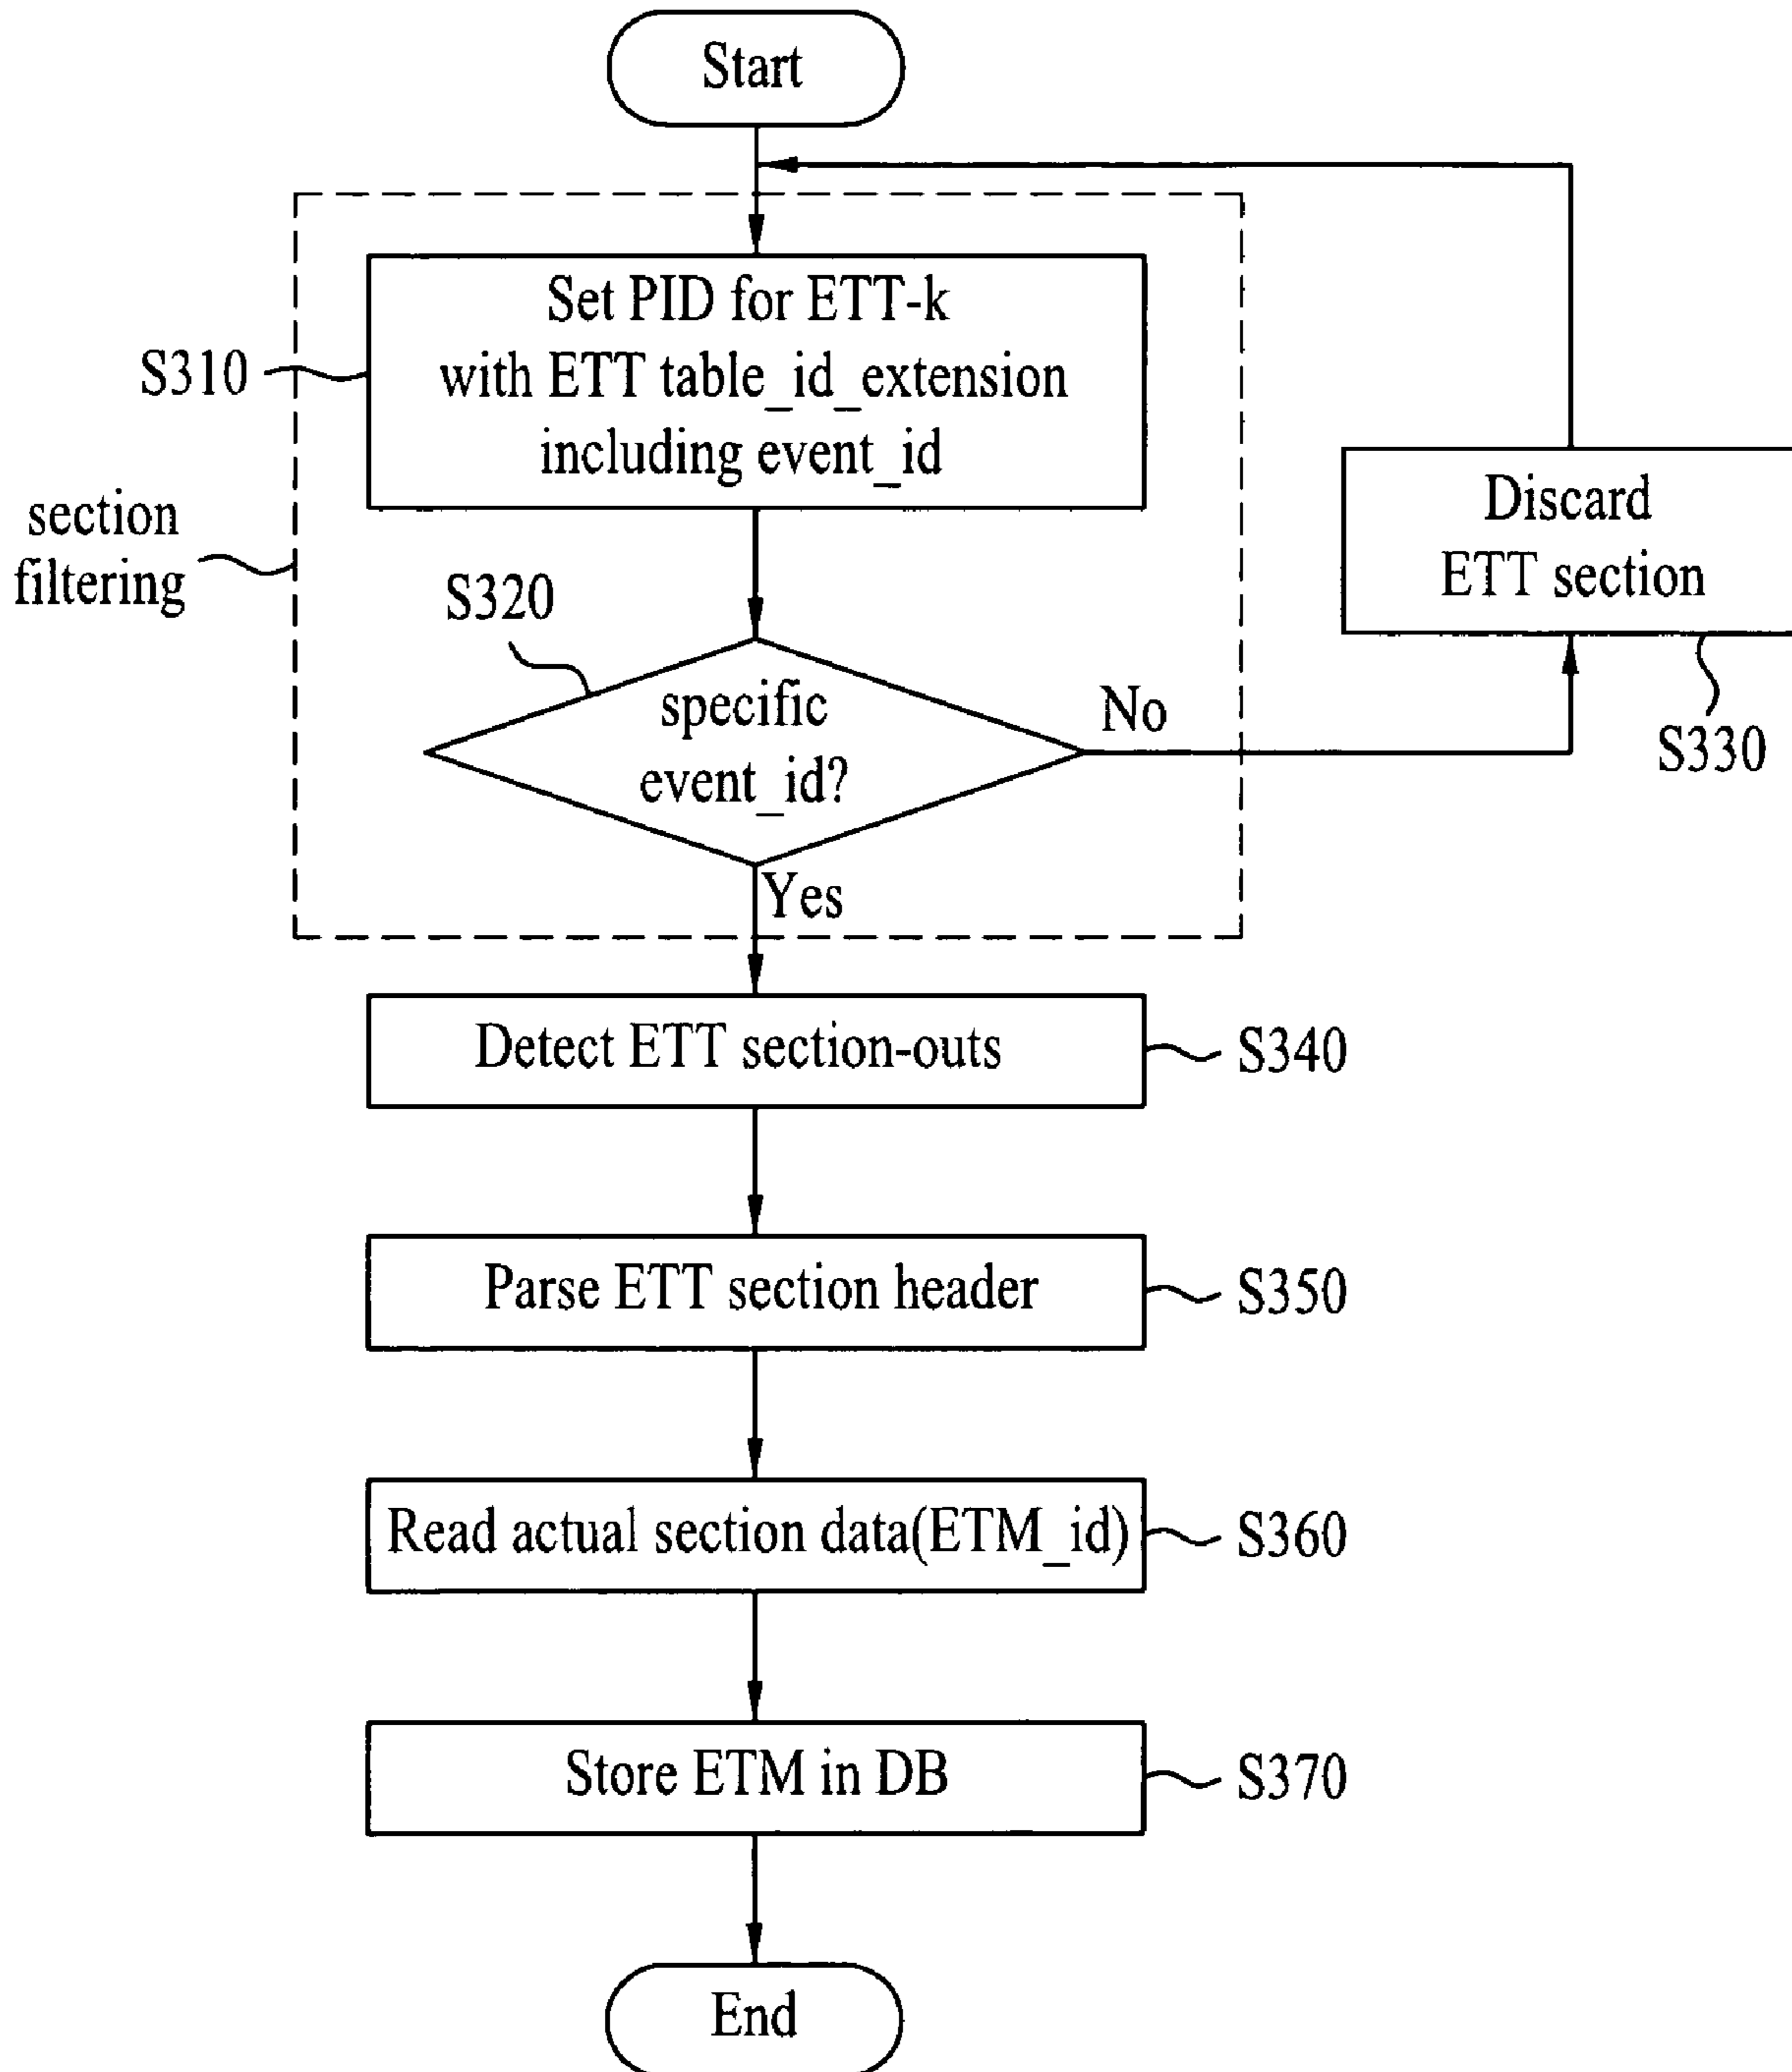 Start
Set PID for ETT-k
with ETT table_id_extension
including event_id
S310
section
filtering
Discard
ETT section
S330
S320
specific
event_id?
No
Yes
Detect ETT section-outs
S340
Parse ETT section header
S350
Read actual section data(ETM_id)
S360
Store ETM in DB
S370
End